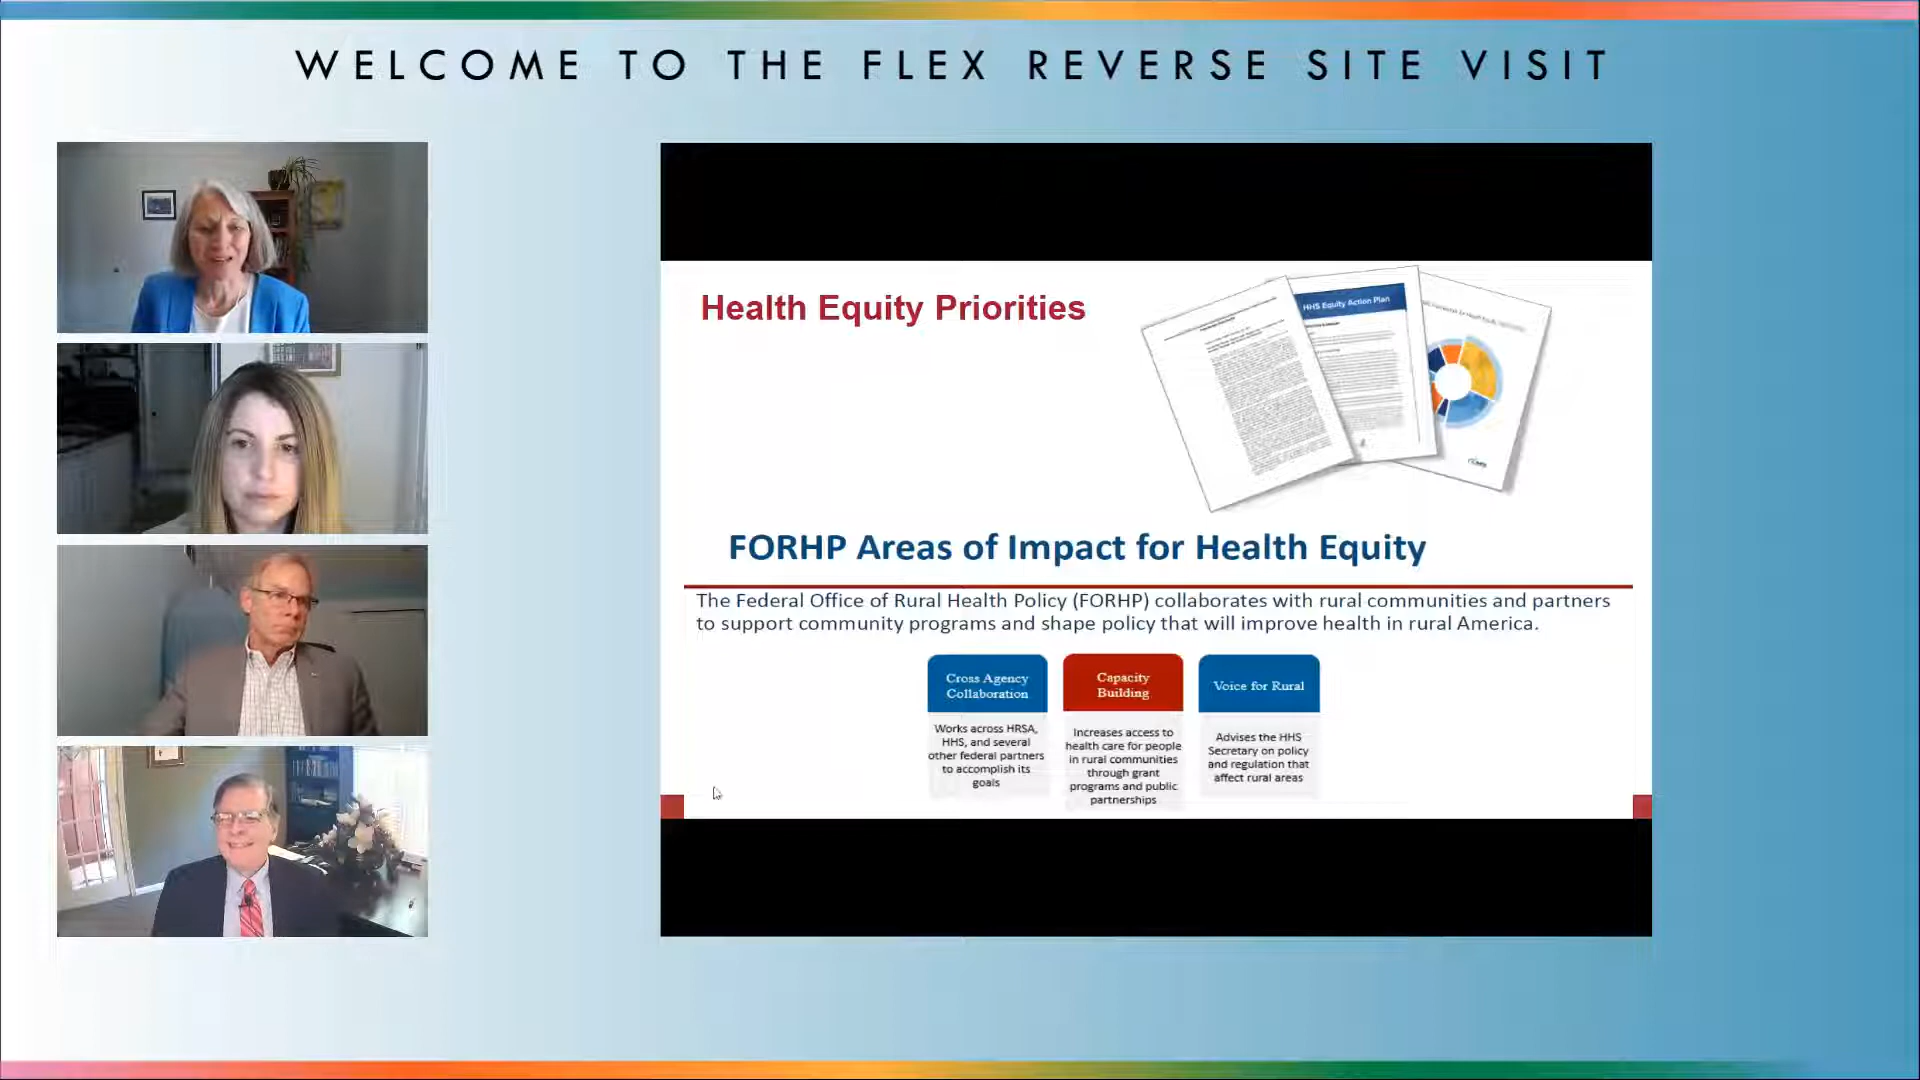 WELCOME TO THE FLEX REVERSE SITE VISIT
Health Equity Priorities
HHS Equity Action Plan
FORHP Areas of Impact for Health Equity
The Federal Office of Rural Health Policy (FORHP) collaborates with rural communities and partners
to support community programs and shape policy that will improve health in rural America.
Cross Agency
Collaboration
Works across HRSA,
HHS, and several
other federal partners
to accomplish its
goals
Capacity
Building
Increases access to
health care for people
in rural communities
through grant
programs and public
partnerships
Voice for Rural
Advises the HHS
Secretary on policy
and regulation that
affect rural areas